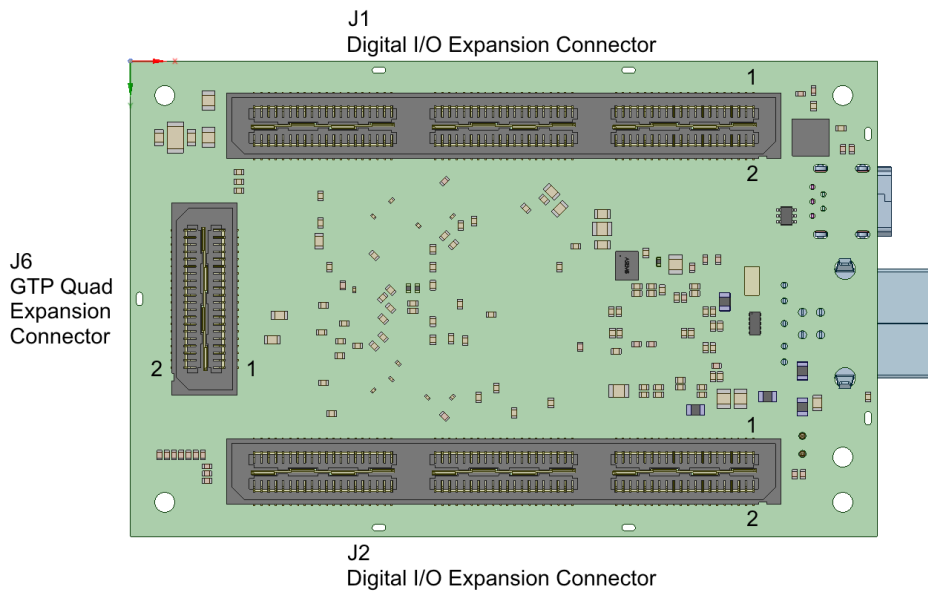 J1
Digital I/O Expansion Connector
1
2
J6
GTP Quad
Expansion
Connector
2
1
1
2
J2
Digital I/O Expansion Connector